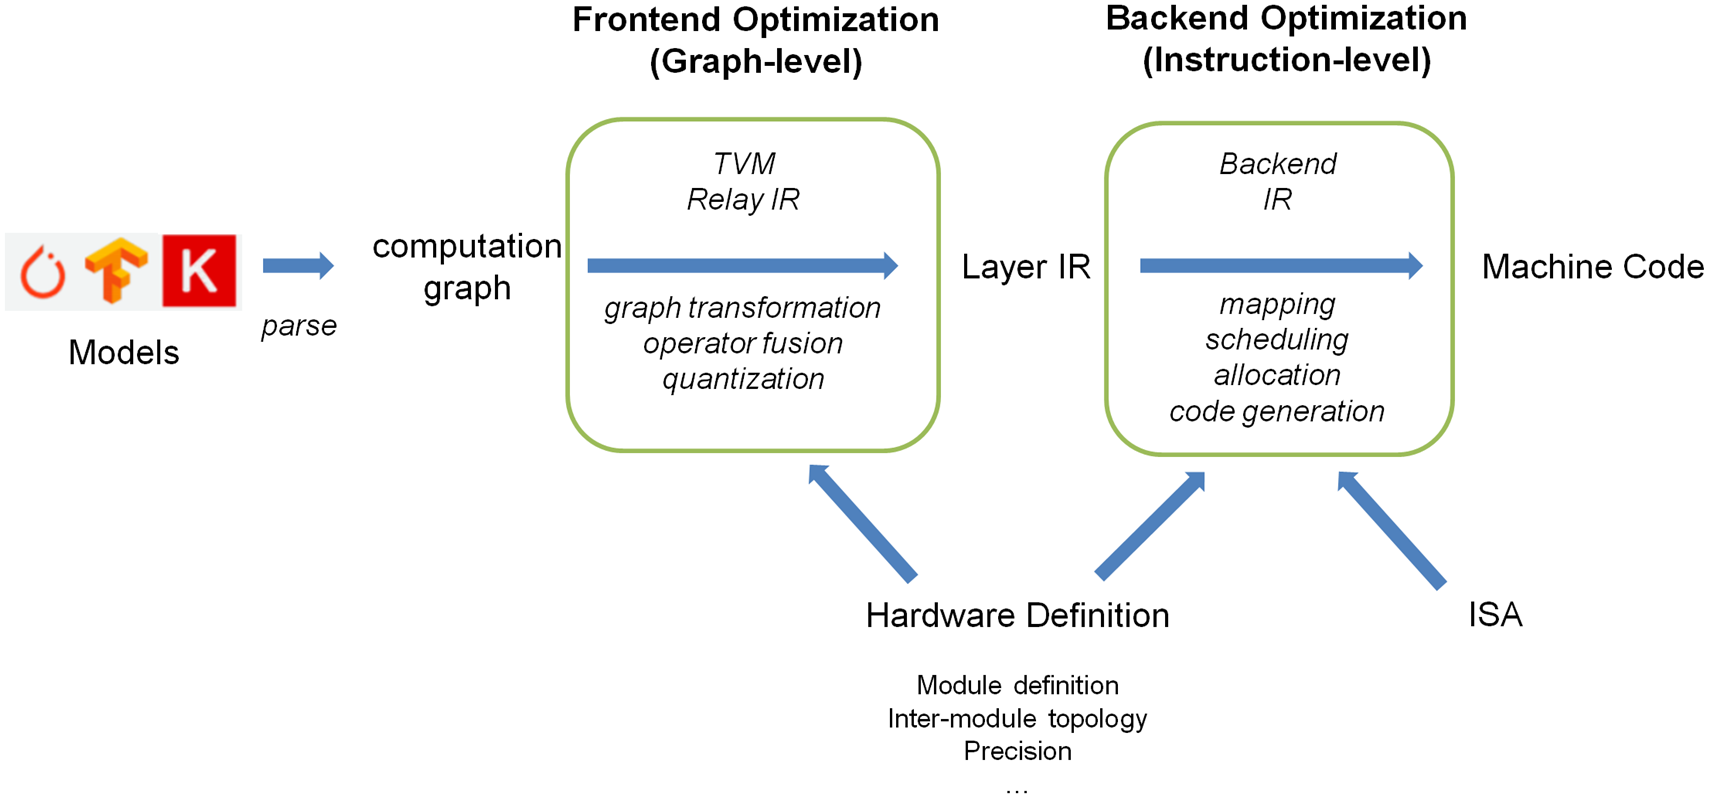 Frontend Optimization
(Graph-level)
Backend Optimization
(Instruction-level)
TVM
Relay IR
Backend
IR
K
Models
parse
computation
graph
graph transformation
operator fusion
quantization
Layer IR
mapping
scheduling
allocation
code generation
Machine Code
Hardware Definition
ISA
Module definition
Inter-module topology
Precision
...